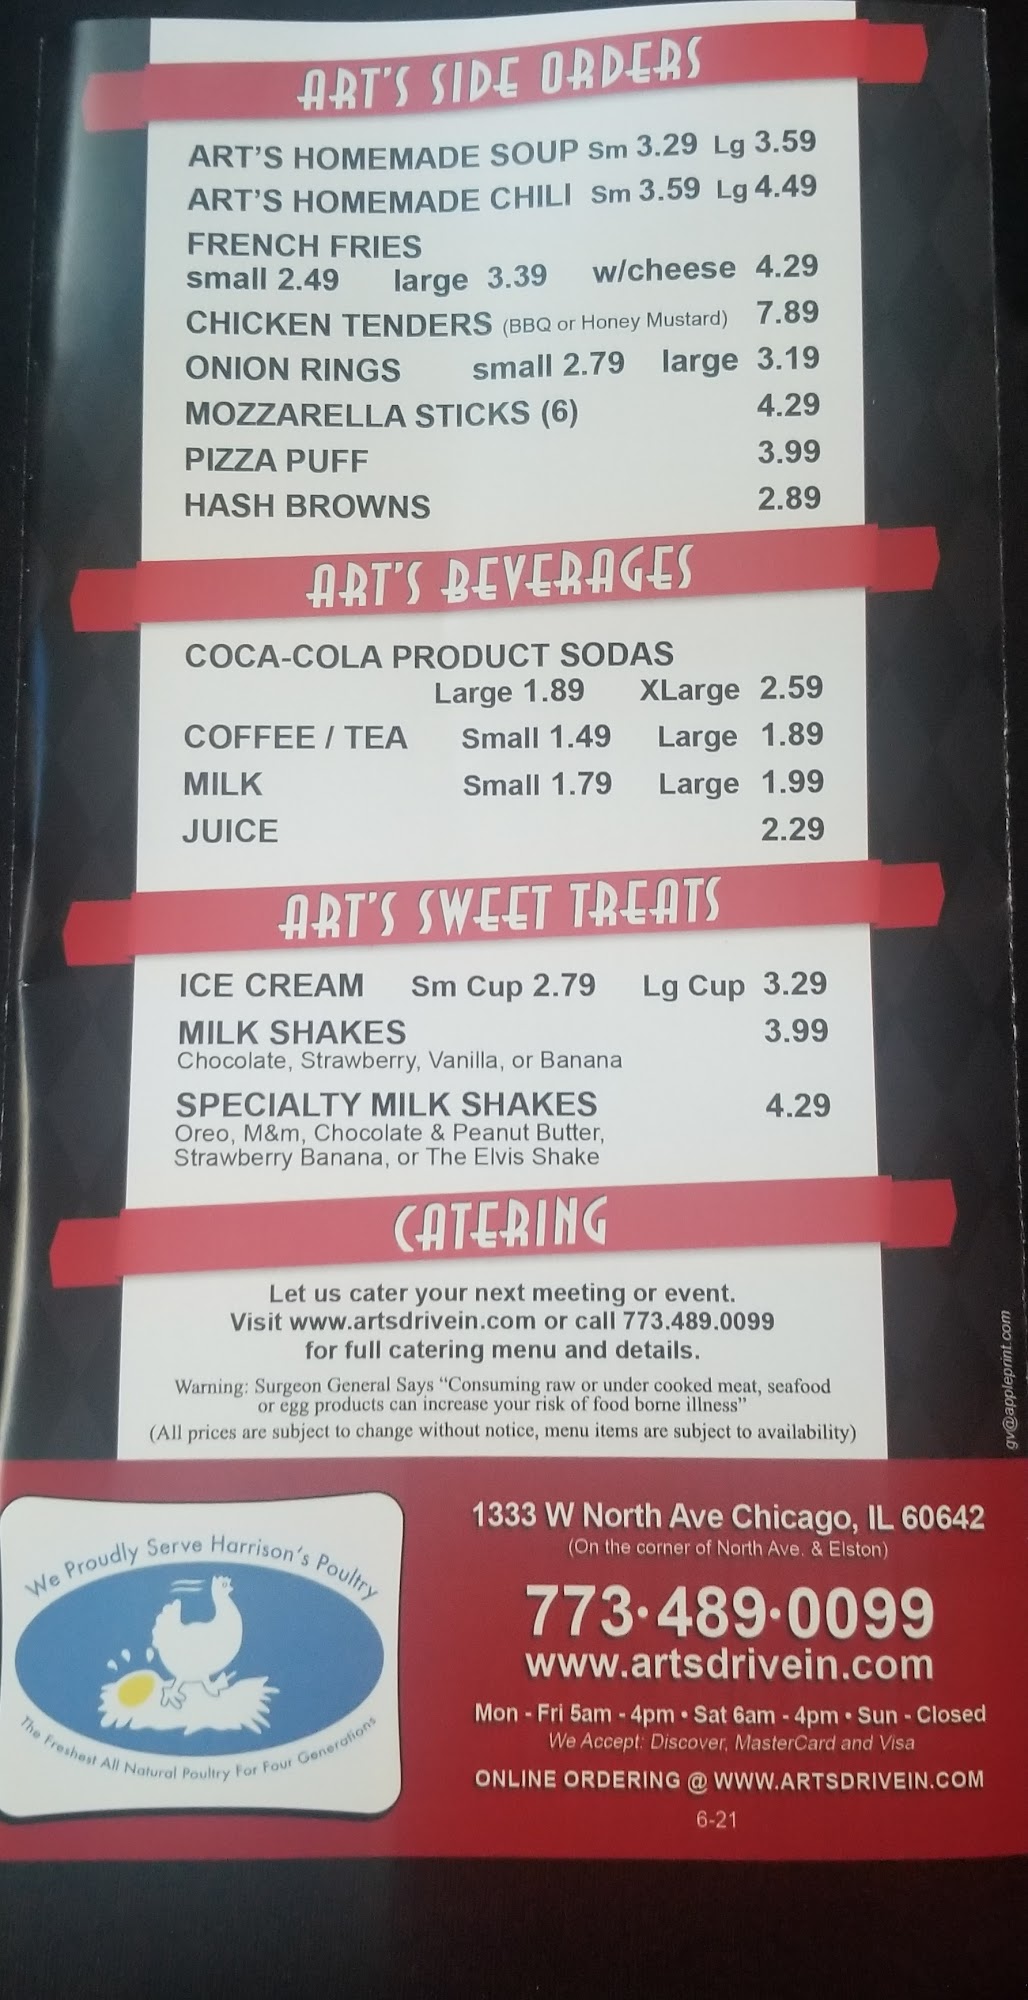 ART'S SIDE ORDERS
ART'S HOMEMADE SOUP Sm 3.29 Lg 3.59
ART'S HOMEMADE CHILI Sm 3.59 Lg 4.49
FRENCH FRIES
small 2.49 large 3.39 w/cheese 4.29
CHICKEN TENDERS (BBQ or Honey Mustard) 7.89
ONION RINGS small 2.79 large 3.19
MOZZARELLA STICKS (6) 4.29
PIZZA PUFF 3.99
HASH BROWNS 2.89
ART'S BEVERAGES
COCA-COLA PRODUCT SODAS
Large 1.89 XLarge 2.59
COFFEE / TEA Small 1.49 Large 1.89
MILK Small 1.79 Large 1.99
JUICE 2.29
ART'S SWEET TREATS
ICE CREAM Sm Cup 2.79 Lg Cup 3.29
MILK SHAKES 3.99
Chocolate, Strawberry, Vanilla, or Banana
SPECIALTY MILK SHAKES 4.29
Oreo, M&m, Chocolate & Peanut Butter,
Strawberry Banana, or The Elvis Shake
CATERING
Let us cater your next meeting or event.
Visit www.artsdrivein.com or call 773.489.0099
for full catering menu and details.
Warning: Surgeon General Says "Consuming raw or under cooked meat, seafood
or egg products can increase your risk of food borne illness"
(All prices are subject to change without notice, menu items are subject to availability)
gv@appleprint.com
We Proudly Serve Harrison's Poultry
The Freshest All Natural Poultry For Four Generations
1333 W North Ave Chicago, IL 60642
(On the corner of North Ave. & Elston)
773·489·0099
www.artsdrivein.com
Mon - Fri 5am - 4pm • Sat 6am - 4pm • Sun - Closed
We Accept: Discover, MasterCard and Visa
ONLINE ORDERING @ WWW.ARTSDRIVEIN.COM
6-21